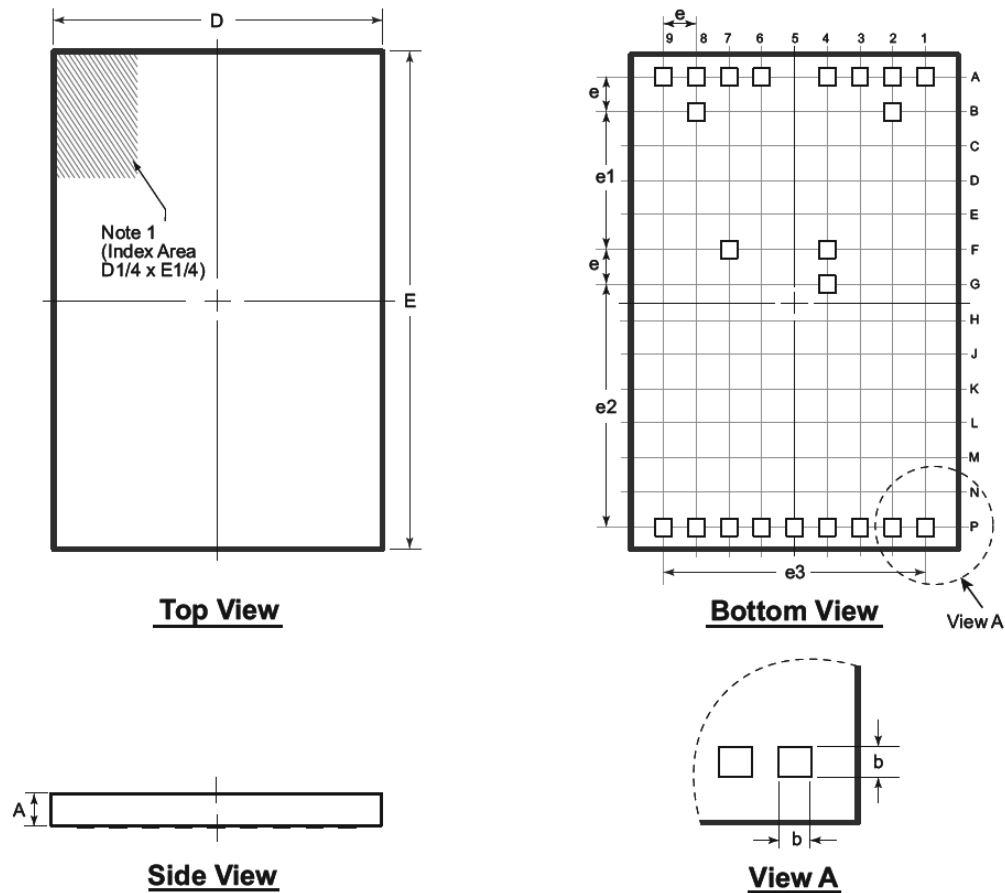 D
Note 1
(Index Area
D1/4 x E1/4)
E
Top View
e
9 8 7 6 5 4 3 2 1
e
e1
e
e2
e3
A
B
C
D
E
F
G
H
J
K
L
M
N
P
Bottom View
View A
A
Side View
b
b
View A